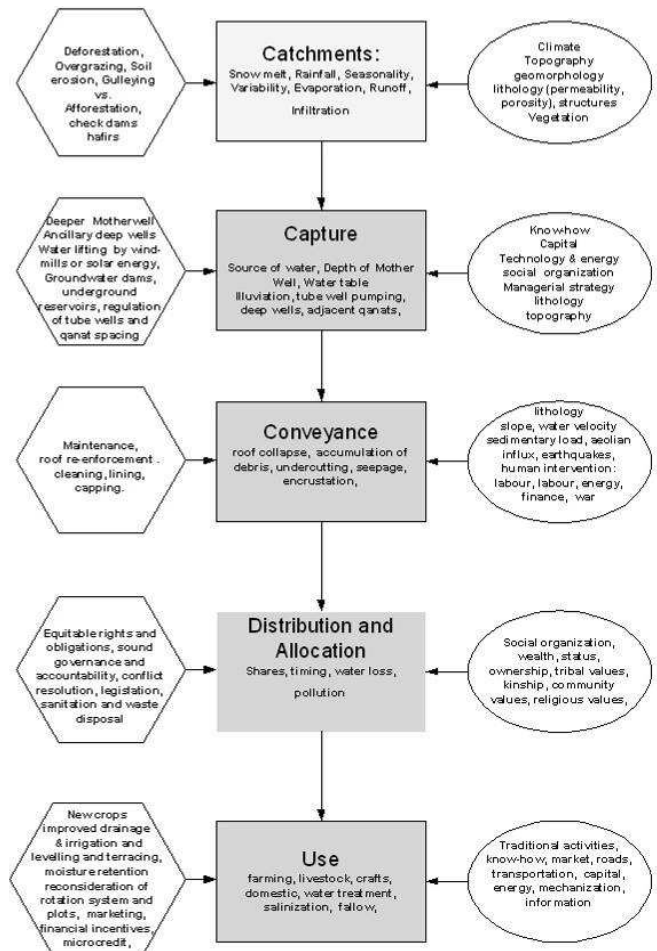 Deforestation,
Overgrazing, Soil
erosion, Gulleying
vs.
Afforestation,
check dams
hafirs
Catchments:
Snow melt, Rainfall, Seasonality,
Variability, Evaporation, Runoff,
Infiltration
Climate
Topography
geomorphology
lithology (permeability,
porosity), structures
Vegetation
Deeper Motherwell
Ancillary deep wells
Water lifting by wind-
mills or solar energy,
Groundwater dams,
underground
reservoirs, regulation
of tube wells and
qanat spacing
Capture
Source of water, Depth of Mother
Well, Water table
Illuviation, tube well pumping,
deep wells, adjacent qanats,
Know-how
Capital
Technology & energy
social organization
Managerial strategy
lithology
topography
Maintenance,
roof re-enforcement.
cleaning, lining,
capping.
Conveyance
roof collapse, accumulation of
debris, undercutting, seepage,
encrustation,
lithology
slope, water velocity
sedimentary load, aeolian
influx, earthquakes,
human intervention:
labour, labour, energy,
finance, war
Equitable rights and
obligations, sound
governance and
accountability, conflict
resolution, legislation,
sanitation and waste
disposal
Distribution and
Allocation
Shares, timing, water loss,
pollution
Social organization,
wealth, status,
ownership, tribal values,
kinship, community
values, religious values,
New crops
improved drainage
& irrigation and
levelling and terracing,
moisture retention
reconsideration of
rotation system and
plots, marketing,
financial incentives,
microcredit,
Use
farming, livestock, crafts,
domestic, water treatment,
salinization, fallow,
Traditional activities,
know-how, market, roads,
transportation, capital,
energy, mechanization,
information